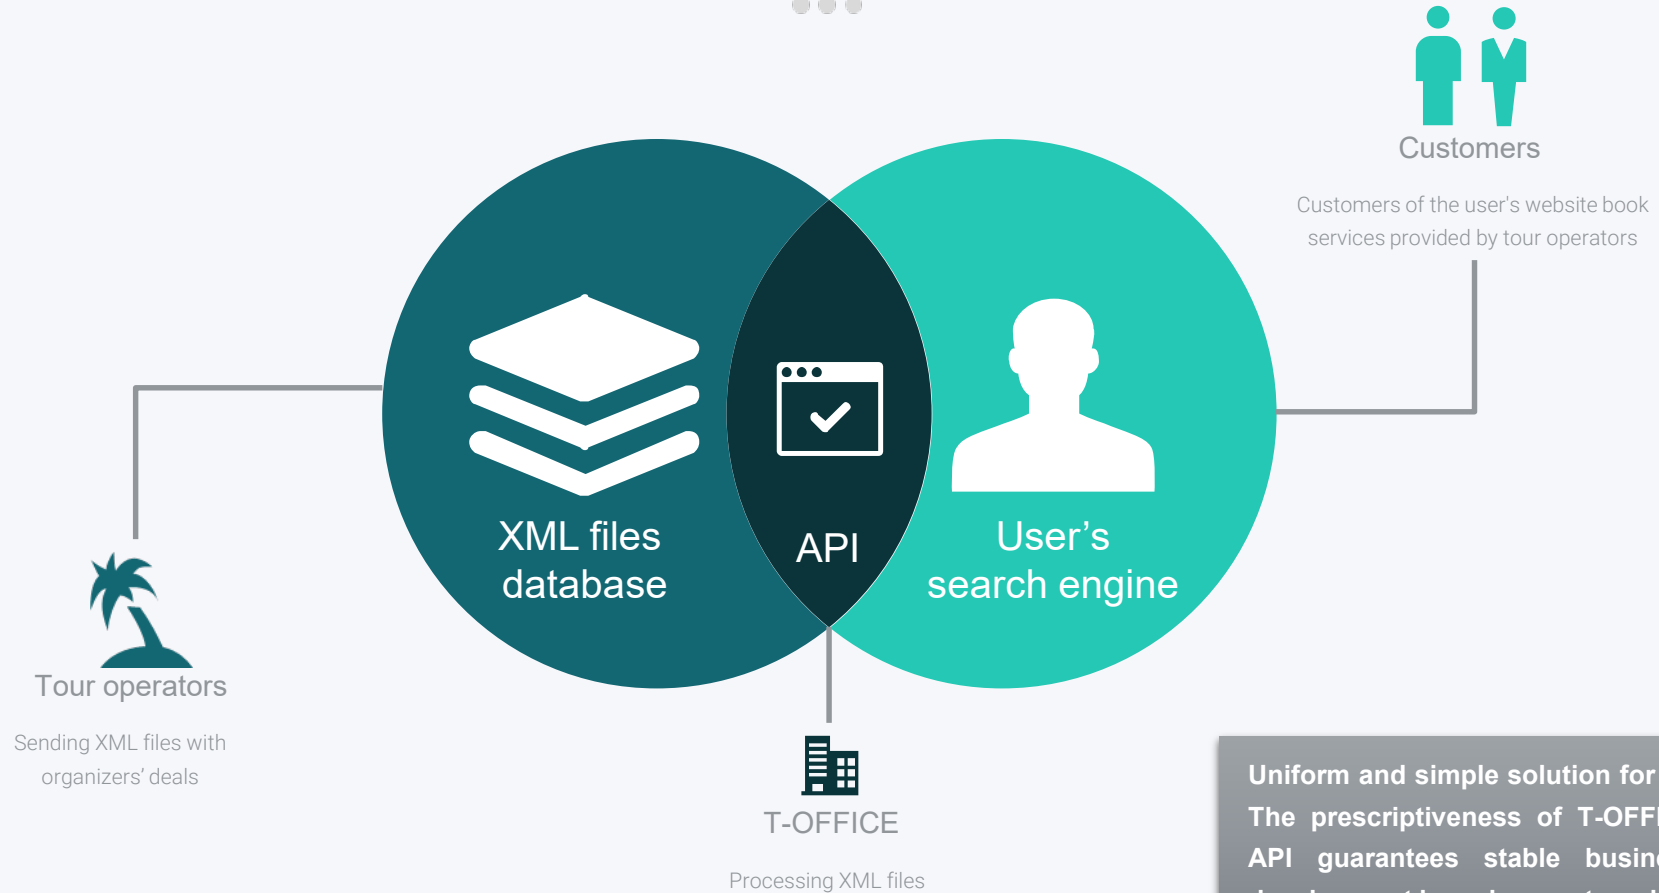 Customers
Customers of the user's website book
services provided by tour operators
XML files
database
API
User’s
search engine
Tour operators
Sending XML files with
organizers’ deals
T-OFFICE
Processing XML files
Uniform and simple solution for
The prescriptiveness of
API guarantees stable